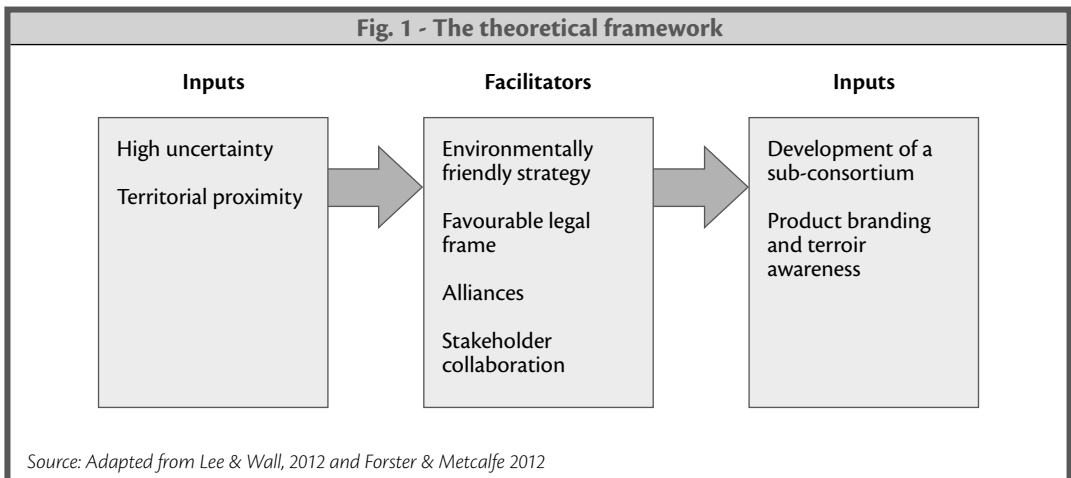 Fig. 1 - The theoretical framework
Inputs
High uncertainty
Territorial proximity
Facilitators
Environmentally
friendly strategy
Favourable legal
frame
Alliances
Stakeholder
collaboration
Inputs
Development of a
sub-consortium
Product branding
and terroir
awareness
Source: Adapted from Lee & Wall, 2012 and Forster & Metcalfe 2012